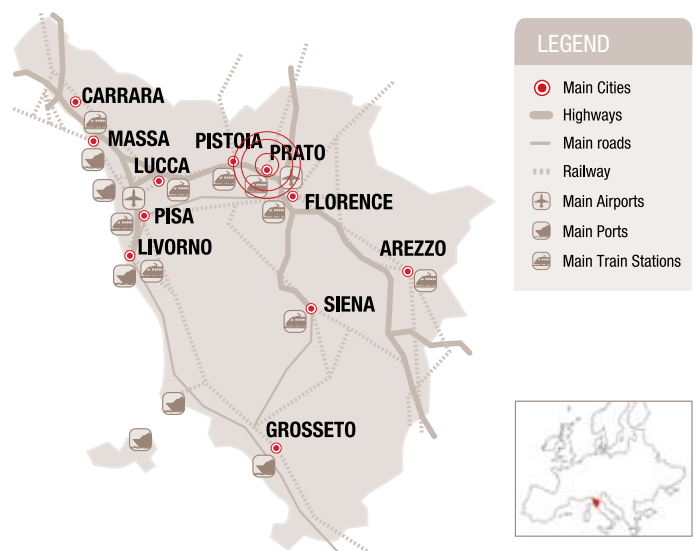 CARRARA
MASSA
PISTOIA
PRATO
LUCCA
PISA
FLORENCE
LIVORNO
AREZZO
SIENA
GROSSETO
LEGEND
Main Cities
Highways
Main roads
Railway
Main Airports
Main Ports
Main Train Stations